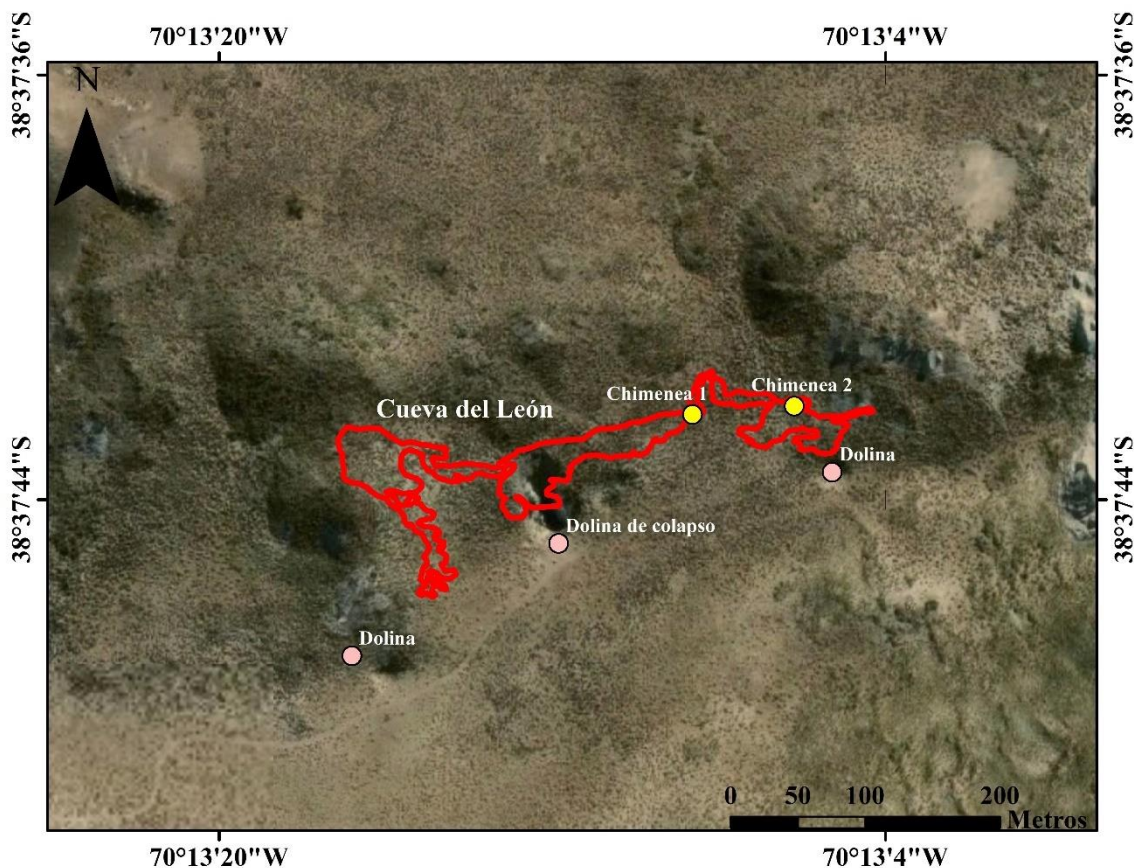 70°13'20"W 70°13'4"W
38°37'36"S 38°37'36"S
N
Chimenea 1 Chimenea 2
Cueva del León
Dolina
38°37'44"S 38°37'44"S
Dolina de colapso
Dolina
0 50 100 200
Metros
70°13'20"W 70°13'4"W